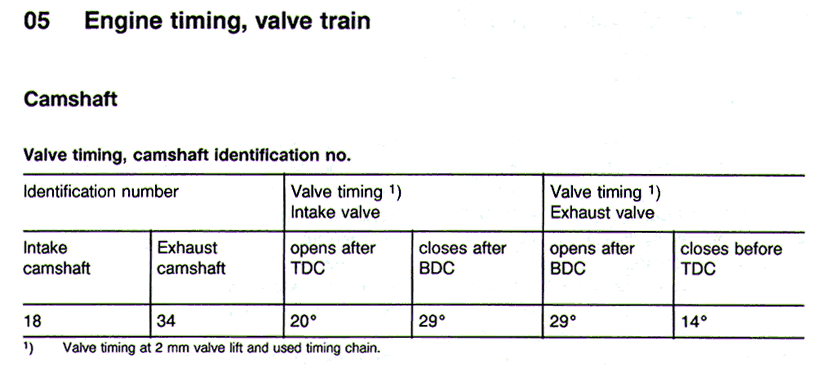 05 Engine timing, valve train
Camshaft
Valve timing, camshaft identification no.
Identification number Valve timing 1) Valve timing 1)
Intake valve Exhaust valve
Intake Exhaust opens after closes after opens after closes before
camshaft camshaft TDC BDC BDC TDC
18 34 20° 29° 29° 14°
1) Valve timing at 2 mm valve lift and used timing chain.